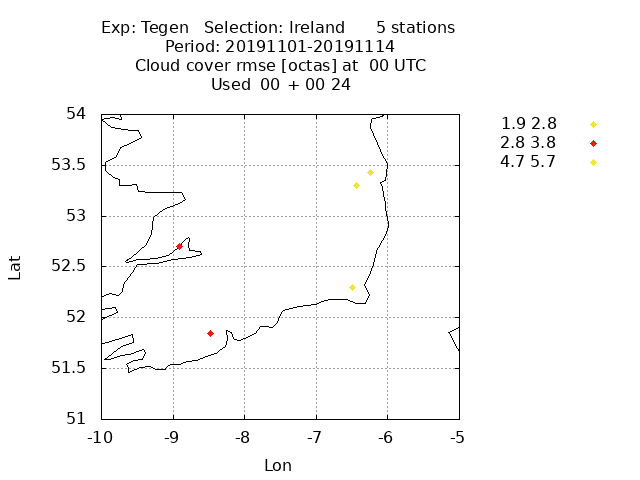 Exp: Tegen Selection: Ireland 5 stations
Period: 20191101-20191114
Cloud cover rmse [octas] at 00 UTC
Used 00 + 00 24
54
53.5
53
52.5
52
51.5
51
-10 -9 -8 -7 -6 -5
Lat
Lon
1.9 2.8
2.8 3.8
4.7 5.7